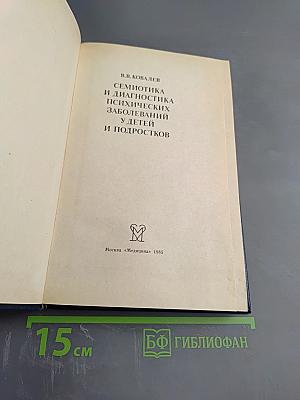 В.В.КОВАЛЕВ
СЕМИОТИКА
И ДИАГНОСТИКА
ПСИХИЧЕСКИХ
ЗАБОЛЕВАНИЙ
У ДЕТЕЙ
И ПОДРОСТКОВ
Москва «Медицина» 1985
15 см
БФ ГИБЛИОФАН